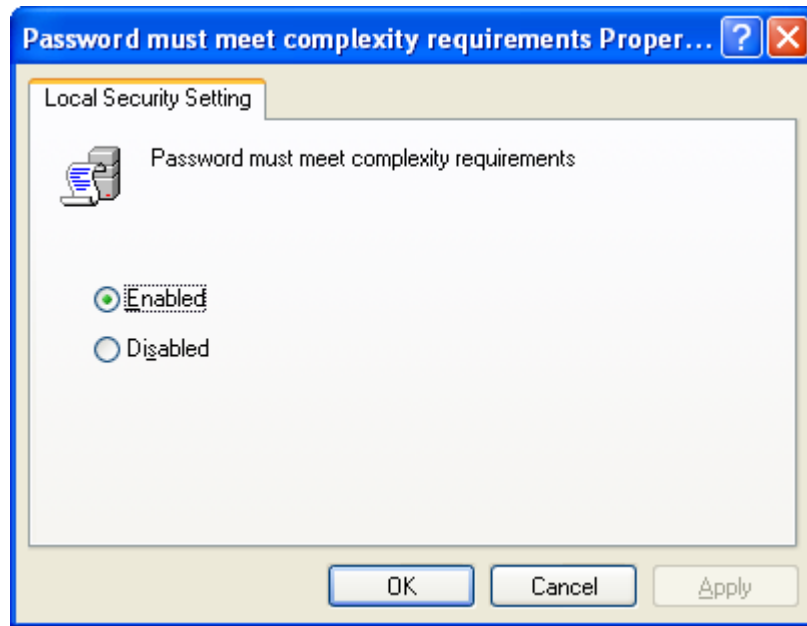 Password must meet complexity requirements Proper... ?
Local Security Setting
Password must meet complexity requirements
Enabled
Disabled
OK Cancel Apply